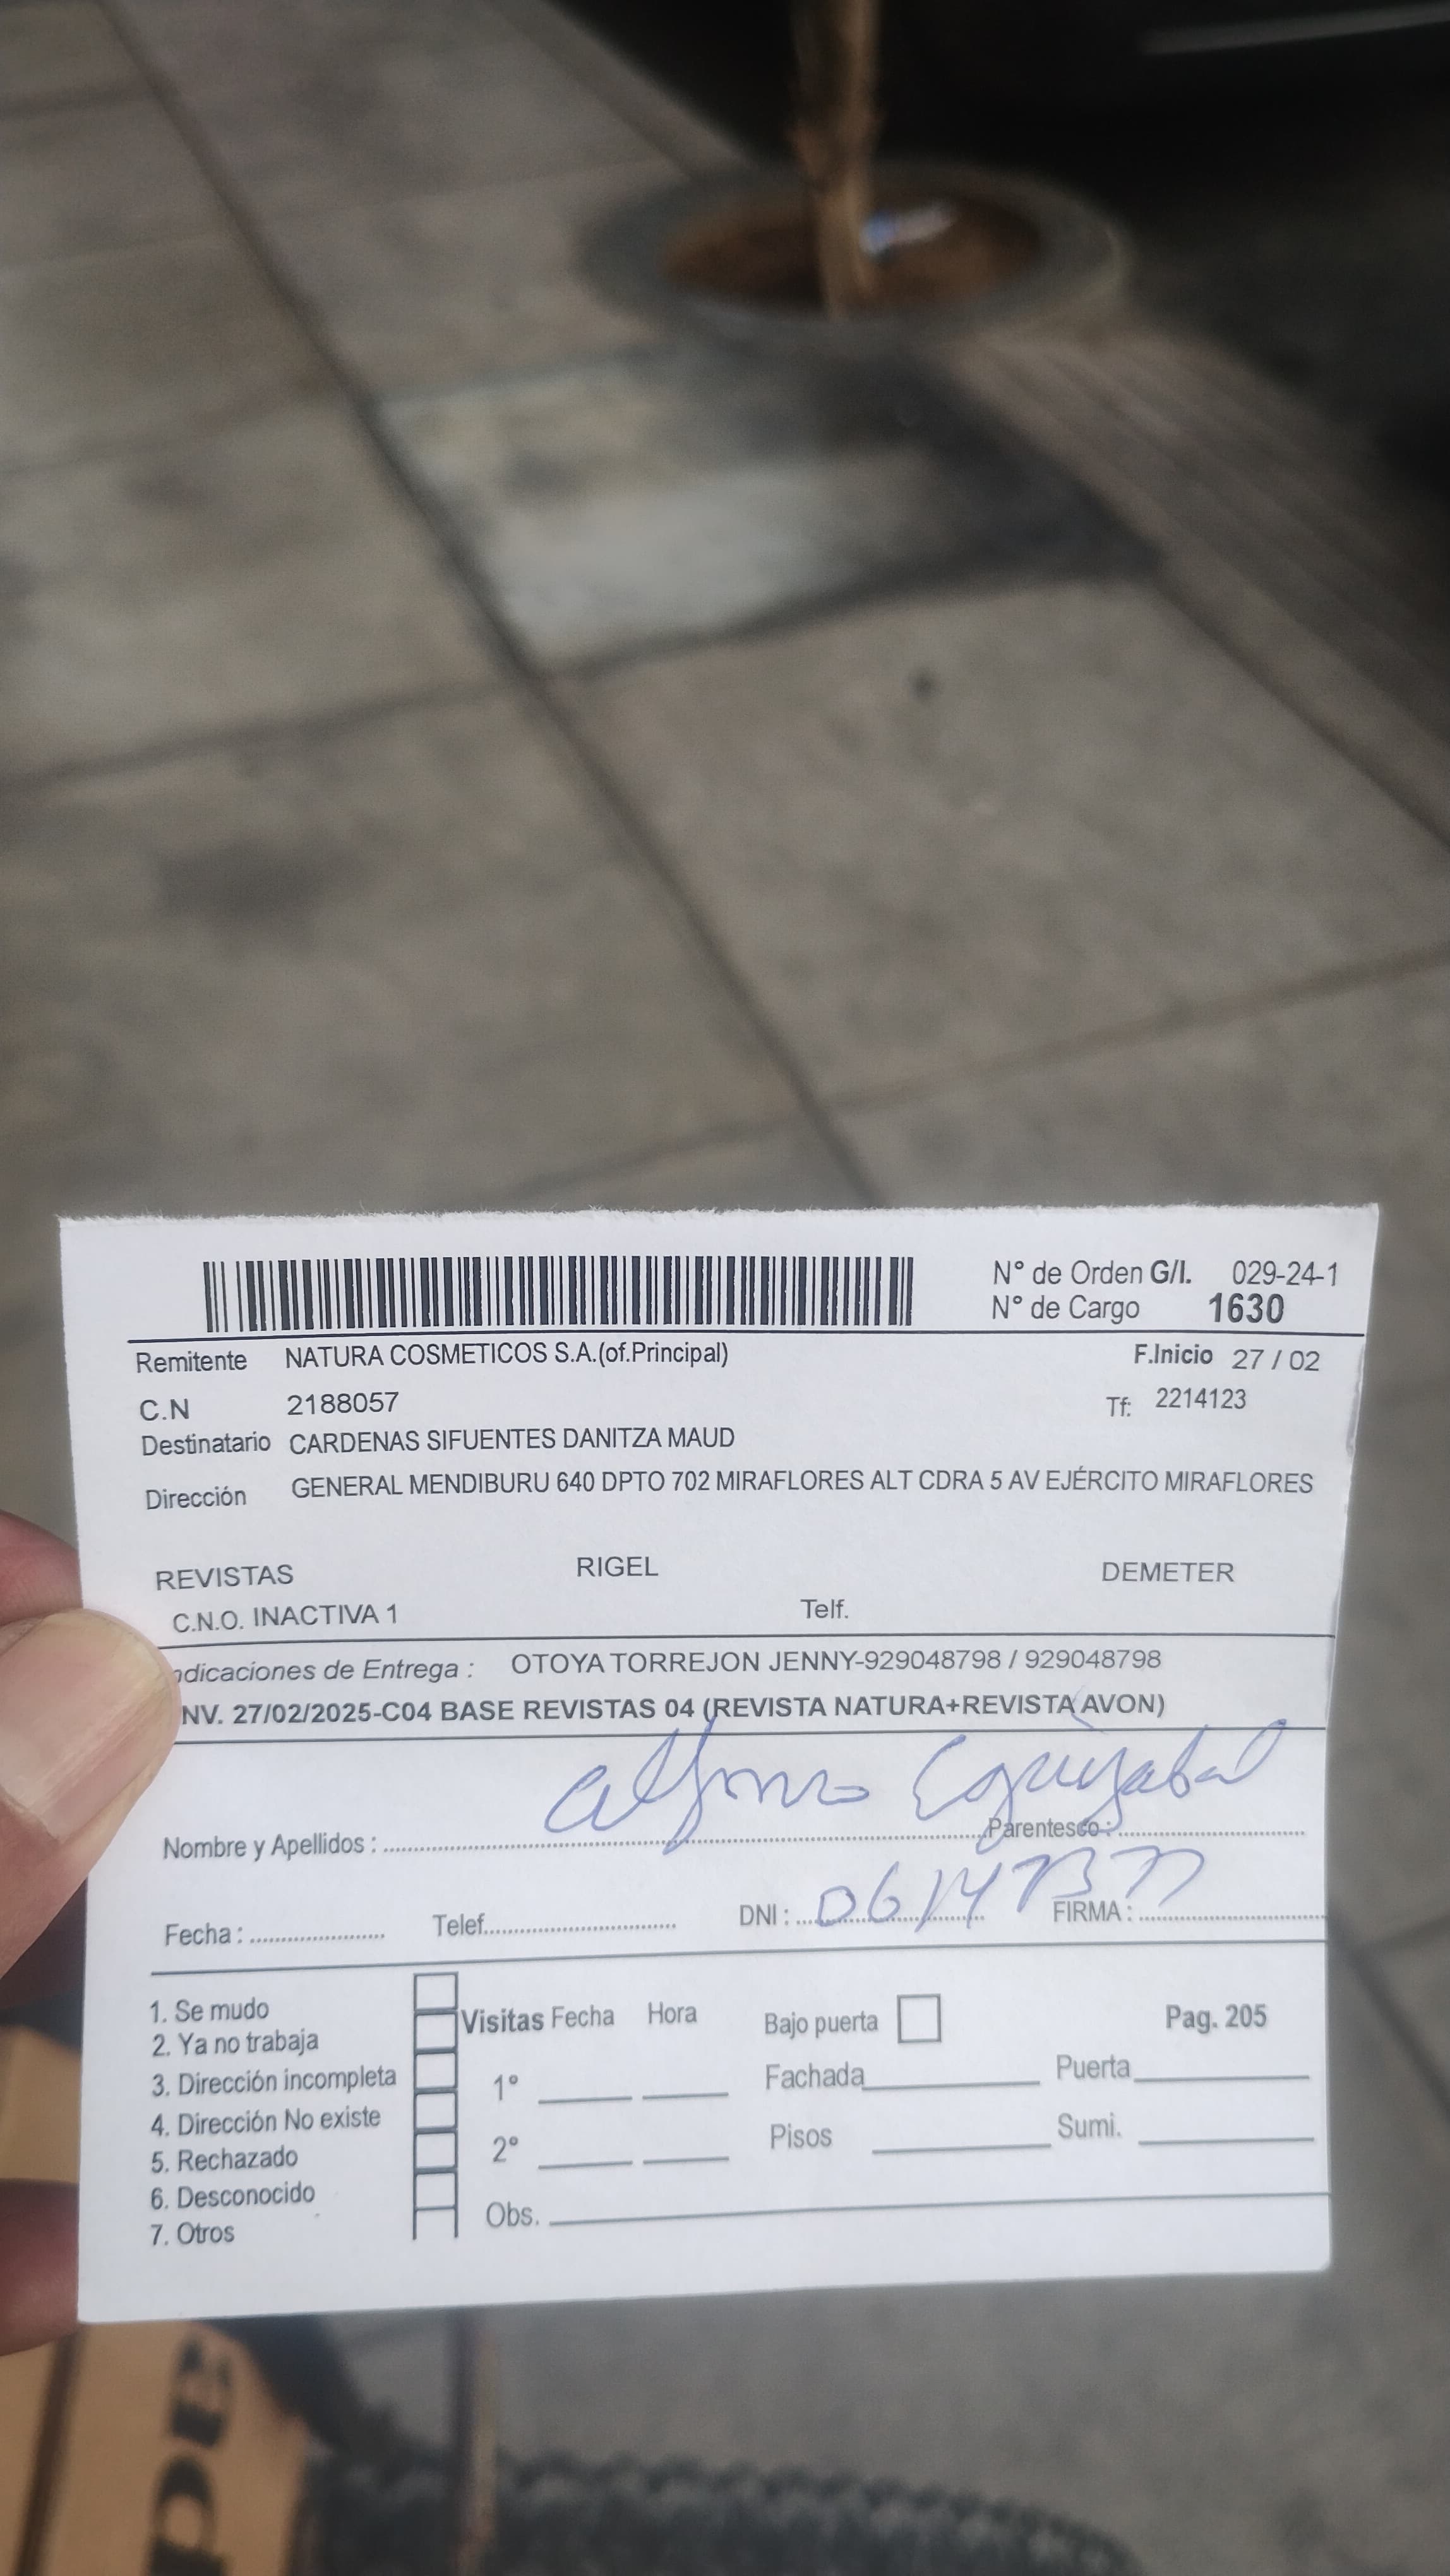 N° de Orden G/I. 029-24-1
N° de Cargo 1630
Remitente NATURA COSMETICOS S.A.(of.Principal) F.Inicio 27 / 02
C.N 2188057 Tf: 2214123
Destinatario CARDENAS SIFUENTES DANITZA MAUD
Dirección GENERAL MENDIBURU 640 DPTO 702 MIRAFLORES ALT CDRA 5 AV EJÉRCITO MIRAFLORES
REVISTAS RIGEL DEMETER
C.N.O. INACTIVA 1 Telf.
ndicaciones de Entrega : OTOYA TORREJON JENNY-929048798 / 929048798
NV. 27/02/2025-C04 BASE REVISTAS 04 (REVISTA NATURA+REVISTA AVON)
Nombre y Apellidos : Alfonso Parentesco :
Fecha : Telef. DNI : FIRMA :
1. Se mudo
2. Ya no trabaja
3. Dirección incompleta
4. Dirección No existe
5. Rechazado
6. Desconocido
7. Otros
Visitas Fecha Hora
1°
2°
Obs.
Bajo puerta Pag. 205
Fachada Puerta
Pisos Sumi.